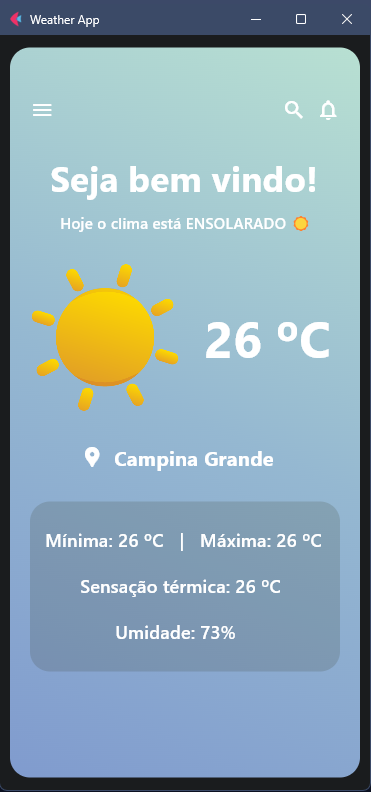 Weather App
Seja bem vindo!
Hoje o clima está ENSOLARADO
26 ºC
Campina Grande
Mínima: 26 ºC | Máxima: 26 ºC
Sensação térmica: 26 ºC
Umidade: 73%